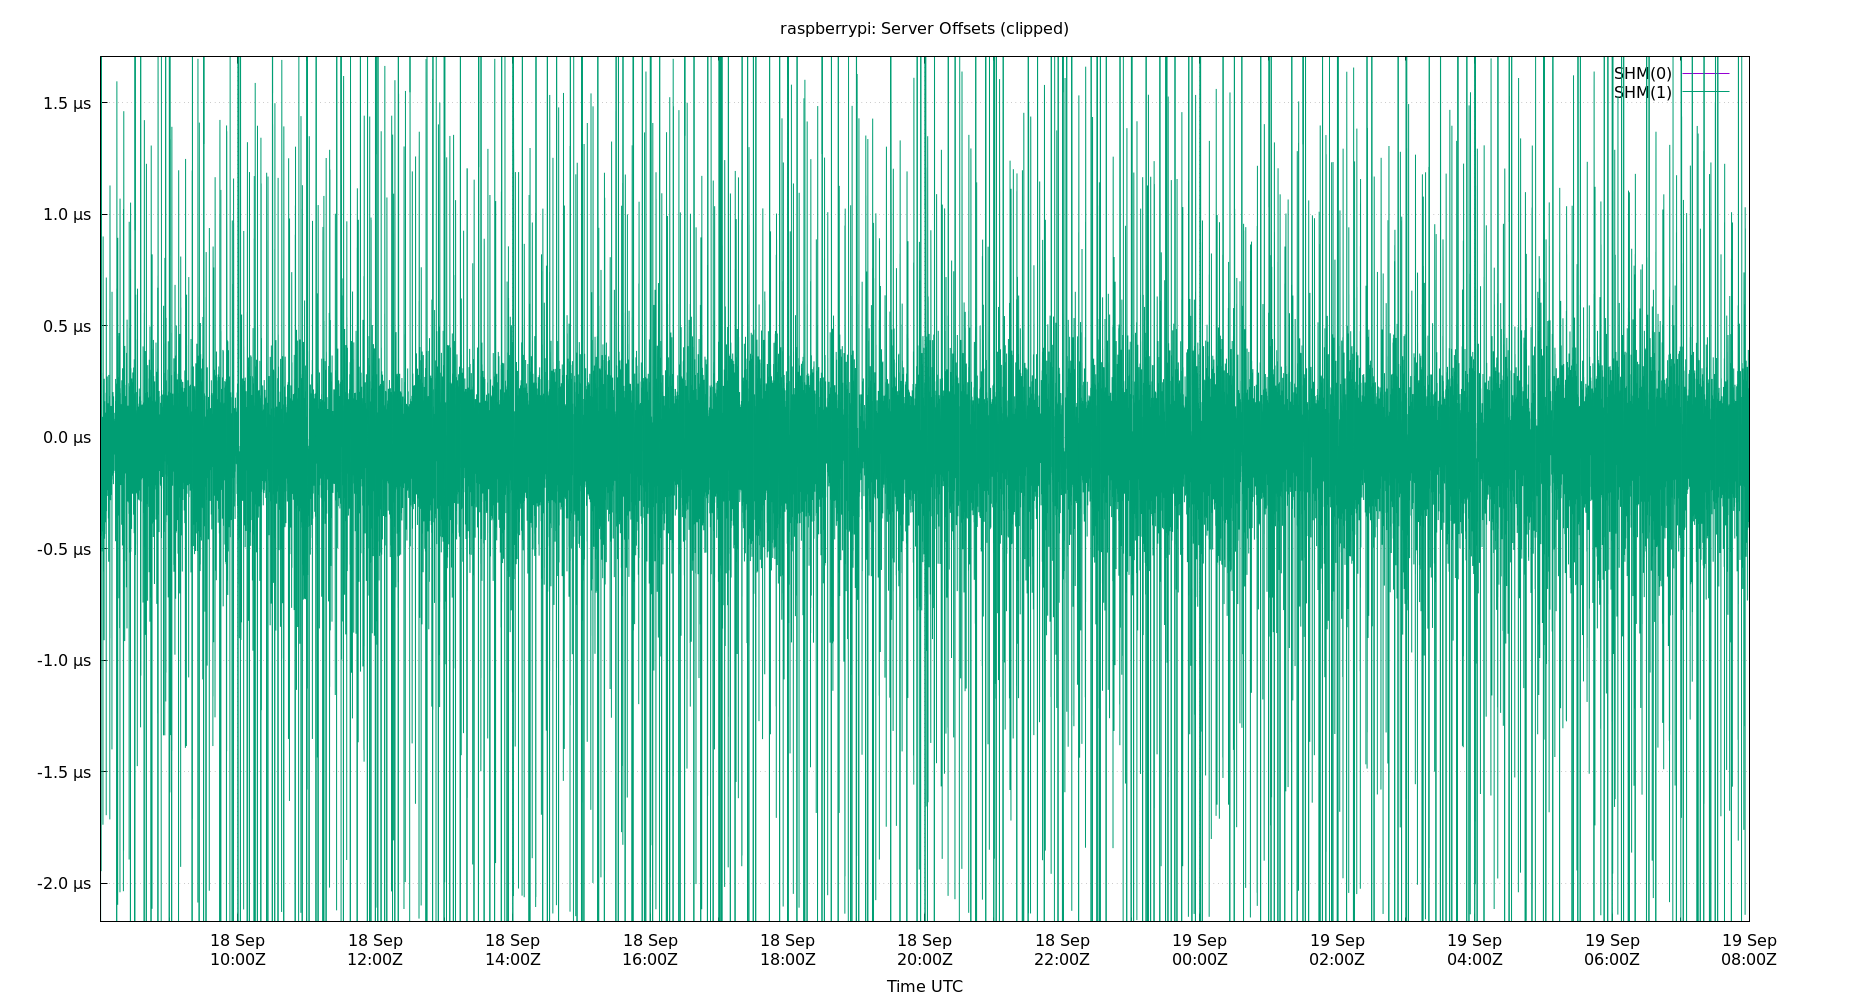 raspberrypi: Server Offsets (clipped)
SHM(0)
SHM(1)
1.5 µs
1.0 µs
0.5 µs
0.0 µs
-0.5 µs
-1.0 µs
-1.5 µs
-2.0 µs
18 Sep 18 Sep 18 Sep 18 Sep 18 Sep 18 Sep 18 Sep 19 Sep 19 Sep 19 Sep 19 Sep 19 Sep
10:00Z 12:00Z 14:00Z 16:00Z 18:00Z 20:00Z 22:00Z 00:00Z 02:00Z 04:00Z 06:00Z 08:00Z
Time UTC